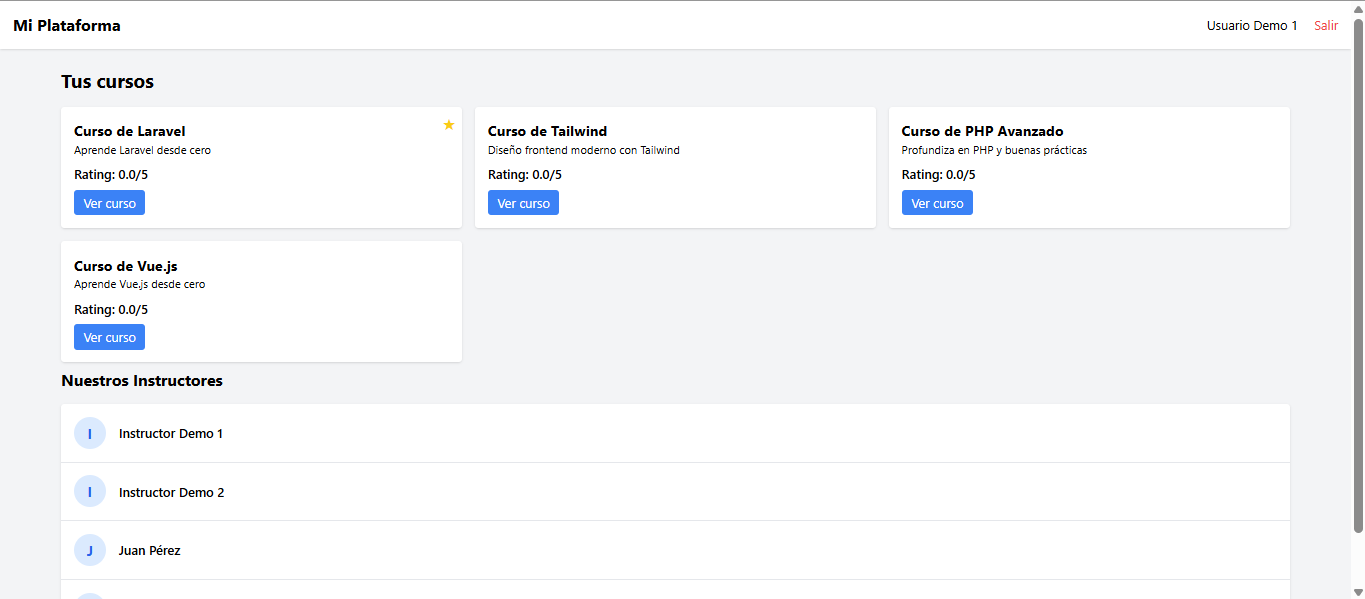 Mi Plataforma
Usuario Demo 1 Salir
Tus cursos
Curso de Laravel
Aprende Laravel desde cero
Rating: 0.0/5
Ver curso
Curso de Tailwind
Diseño frontend moderno con Tailwind
Rating: 0.0/5
Ver curso
Curso de PHP Avanzado
Profundiza en PHP y buenas prácticas
Rating: 0.0/5
Ver curso
Curso de Vue.js
Aprende Vue.js desde cero
Rating: 0.0/5
Ver curso
Nuestros Instructores
I Instructor Demo 1
I Instructor Demo 2
J Juan Pérez